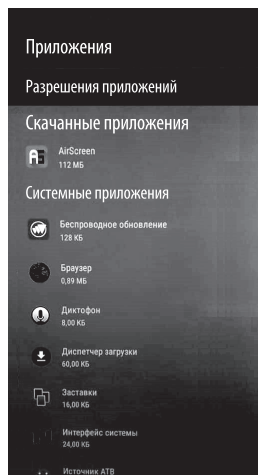 Приложения
Разрешения приложений
Скачанные приложения
AirScreen
112 МБ
Системные приложения
Беспроводное обновление
128 КБ
Браузер
0,89 МБ
Диктофон
8,00 КБ
Диспетчер загрузки
60,00 КБ
Заставки
16,00 КБ
Интерфейс системы
24,00 КБ
Источник АТВ